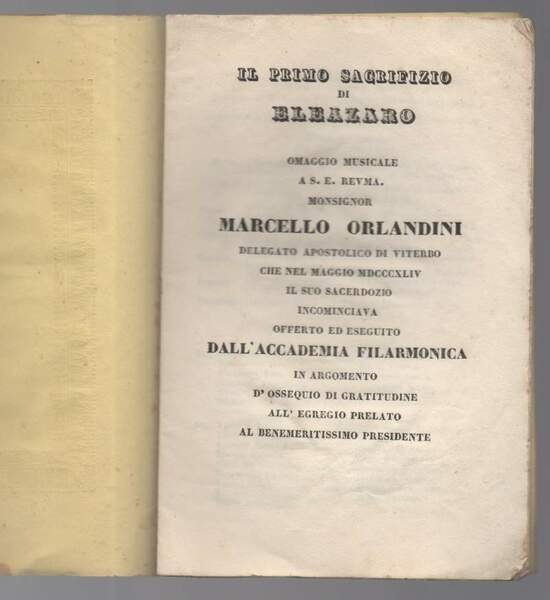 IL PRIMO SACRIFIZIO
DI
ELEAZARO
OMAGGIO MUSICALE
A S. E. REVMA.
MONSIGNOR
MARCELLO ORLANDINI
DELEGATO APOSTOLICO DI VITERBO
CHE NEL MAGGIO MDCCCXLIV
IL SUO SACERDOZIO
INCOMINCIAVA
OFFERTO ED ESEGUITO
DALL'ACCADEMIA FILARMONICA
IN ARGOMENTO
D' OSSEQUIO DI GRATITUDINE
ALL' EGREGIO PRELATO
AL BENEMERITISSIMO PRESIDENTE